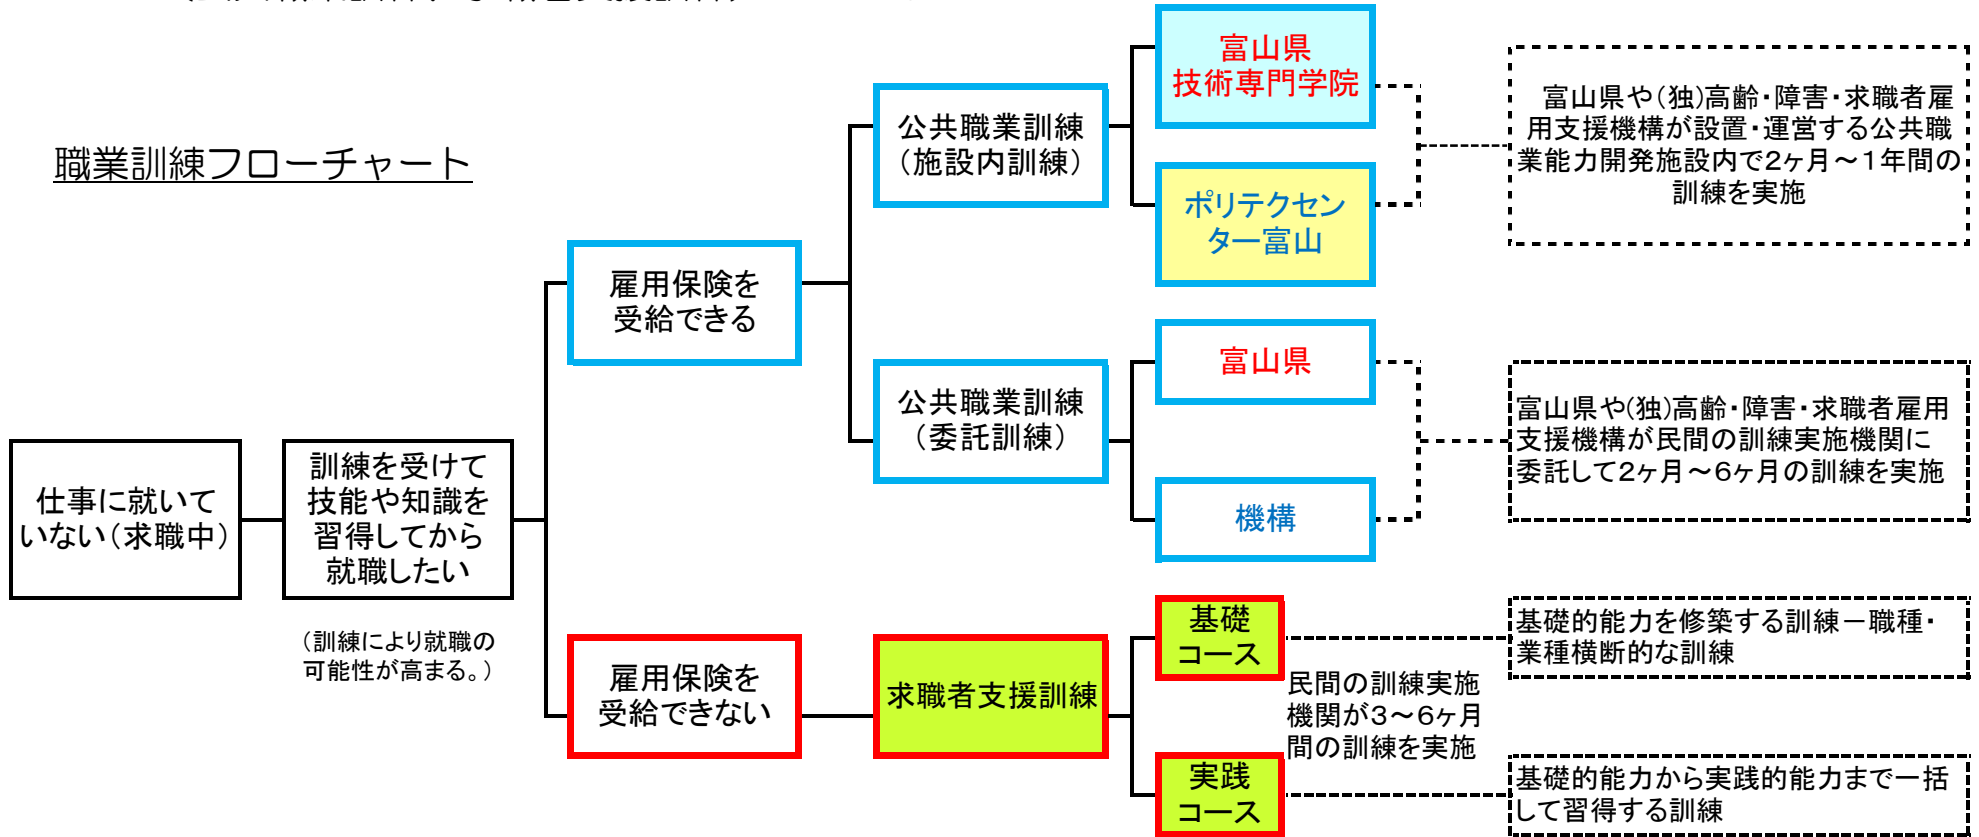 職業訓練フローチャート
仕事に就いて
いない（求職中）
訓練を受けて
技能や知識を
習得してから
就職したい
（訓練により就職の
可能性が高まる。）
雇用保険を
受給できる
雇用保険を
受給できない
公共職業訓練
（施設内訓練）
公共職業訓練
（委託訓練）
求職者支援訓練
富山県
技術専門学院
ポリテクセン
ター富山
富山県
機構
基礎
コース
実践
コース
民間の訓練実施
機関が３～６ヶ月
間の訓練を実施
富山県や（独）高齢・障害・求職者雇
用支援機構が設置・運営する公共職
業能力開発施設内で２ヶ月～１年間の
訓練を実施
富山県や（独）高齢・障害・求職者雇用
支援機構が民間の訓練実施機関に
委託して２ヶ月～６ヶ月の訓練を実施
基礎的能力を修築する訓練－職種・
業種横断的な訓練
基礎的能力から実践的能力まで一括
して習得する訓練